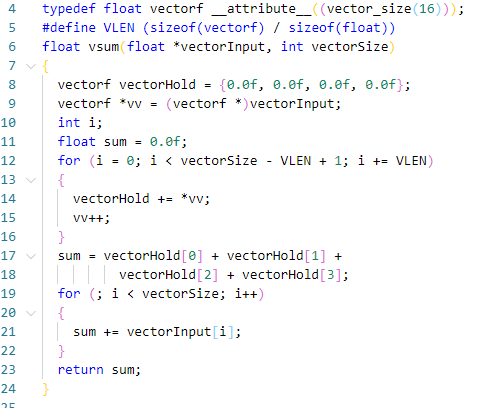 4 typedef float vectorf __attribute__((vector_size(16)));
5 #define VLEN (sizeof(vectorf) / sizeof(float))
6 float vsum(float *vectorInput, int vectorSize)
7 {
8 vectorf vectorHold = {0.0f, 0.0f, 0.0f, 0.0f};
9 vectorf *vv = (vectorf *)vectorInput;
10 int i;
11 float sum = 0.0f;
12 for (i = 0; i < vectorSize - VLEN + 1; i += VLEN)
13 {
14 vectorHold += *vv;
15 vv++;
16 }
17 sum = vectorHold[0] + vectorHold[1] +
18 vectorHold[2] + vectorHold[3];
19 for (; i < vectorSize; i++)
20 {
21 sum += vectorInput[i];
22 }
23 return sum;
24 }
25